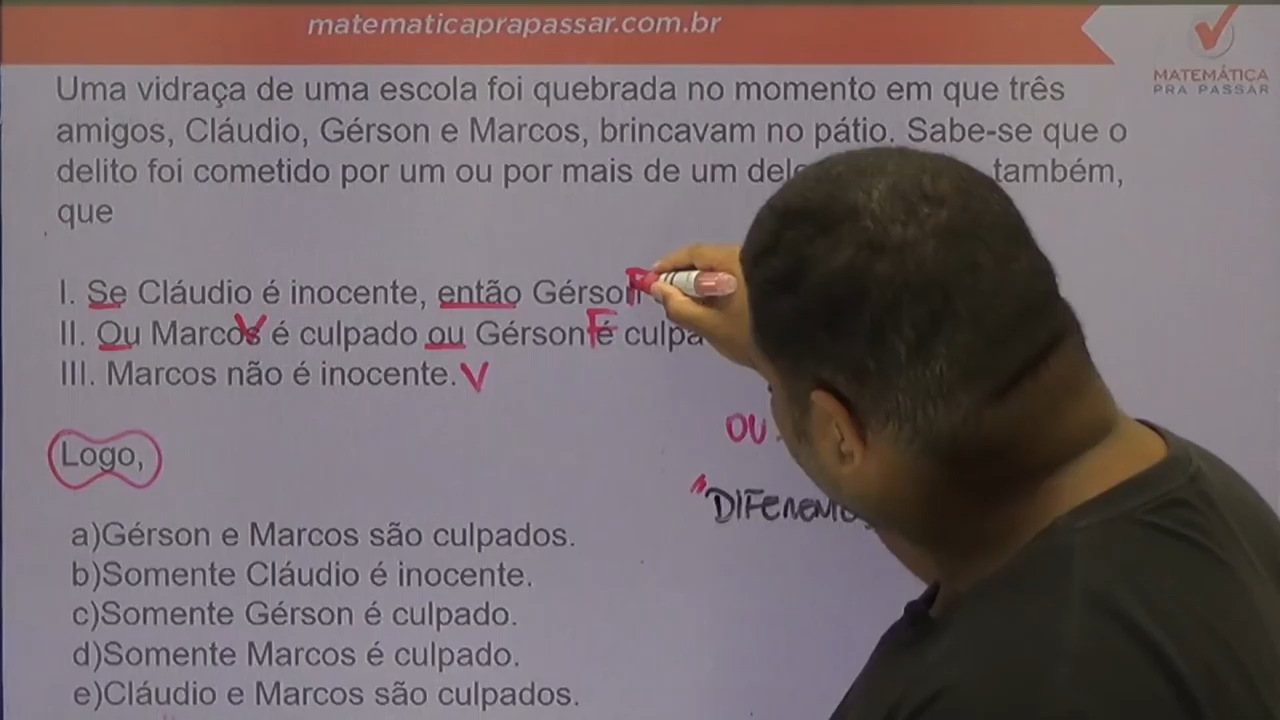 matematicaprapassar.com.br
MATEMÁTICA
PRA PASSAR
Uma vidraça de uma escola foi quebrada no momento em que três
amigos, Cláudio, Gérson e Marcos, brincavam no pátio. Sabe-se que o
delito foi cometido por um ou por mais de um também,
que
I. Se Cláudio é inocente, então Gérson F
II. Ou Marcos V é culpado ou Gérson F é
III. Marcos não é inocente. V
OU
Logo,
"DIFERENTES
a)Gérson e Marcos são culpados.
b)Somente Cláudio é inocente.
c)Somente Gérson é culpado.
d)Somente Marcos é culpado.
e)Cláudio e Marcos são culpados.